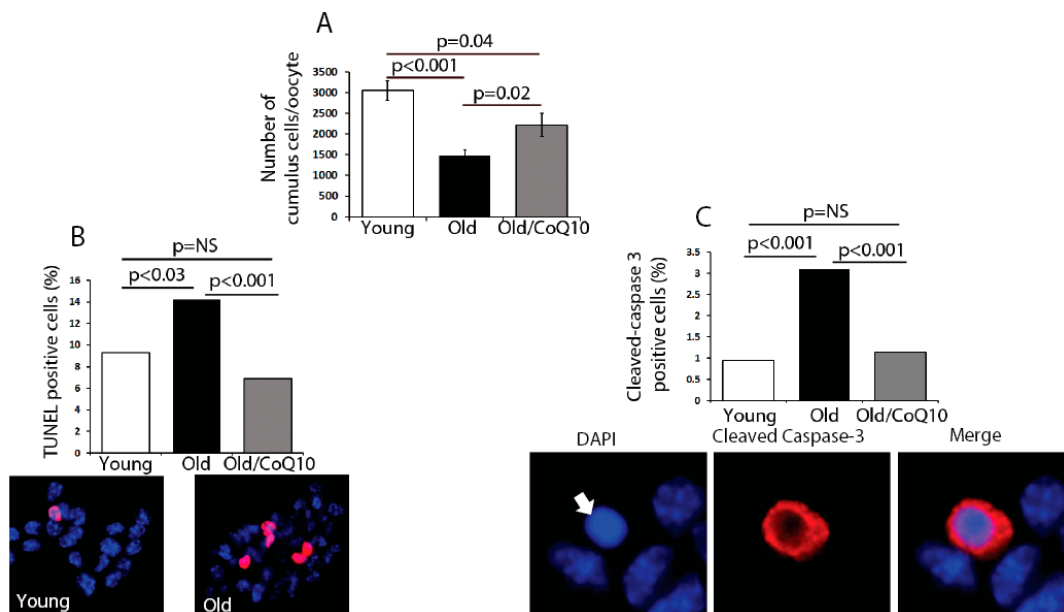 A
p=0.04
p<0.001
p=0.02
Number of
cumulus cells/oocyte
3500
3000
2500
2000
1500
1000
500
0
Young Old Old/CoQ10
B
p=NS
p<0.03 p<0.001
TUNEL positive cells (%)
16
14
12
10
8
6
4
2
0
Young Old Old/CoQ10
Young
Old
C
p=NS
p<0.001 p<0.001
Cleaved-caspase 3
positive cells (%)
3.5
3
2.5
2
1.5
1
0.5
0
Young Old Old/CoQ10
DAPI Cleaved Caspase-3 Merge